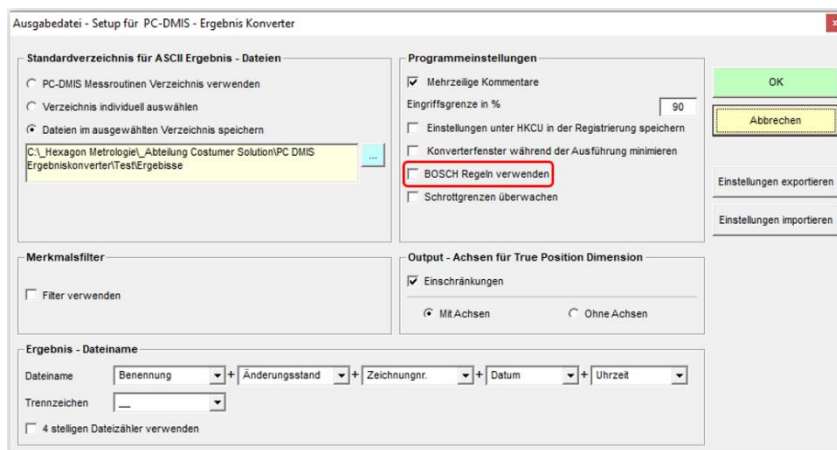 Ausgabedatei - Setup für PC-DMIS - Ergebnis Konverter
x
Standardverzeichnis für ASCII Ergebnis - Dateien
PC-DMIS Messroutinen Verzeichnis verwenden
Verzeichnis individuell auswählen
Dateien im ausgewählten Verzeichnis speichern
C:\_Hexagon Metrologie\_Abteilung Costumer Solution\PC DMIS
Ergebniskonverter\Test\Ergebisse
...
Programmeinstellungen
Mehrzeilige Kommentare
Eingriffsgrenze in % 90
Einstellungen unter HKCU in der Registrierung speichern
Konverterfenster während der Ausführung minimieren
BOSCH Regeln verwenden
Schrottgrenzen überwachen
OK
Abbrechen
Einstellungen exportieren
Einstellungen importieren
Merkmalsfilter
Filter verwenden
Output - Achsen für True Position Dimension
Einschränkungen
Mit Achsen Ohne Achsen
Ergebnis - Dateiname
Dateiname Benennung + Änderungsstand + Zeichnungnr. + Datum + Uhrzeit
Trennzeichen __
4 stelligen Dateizähler verwenden